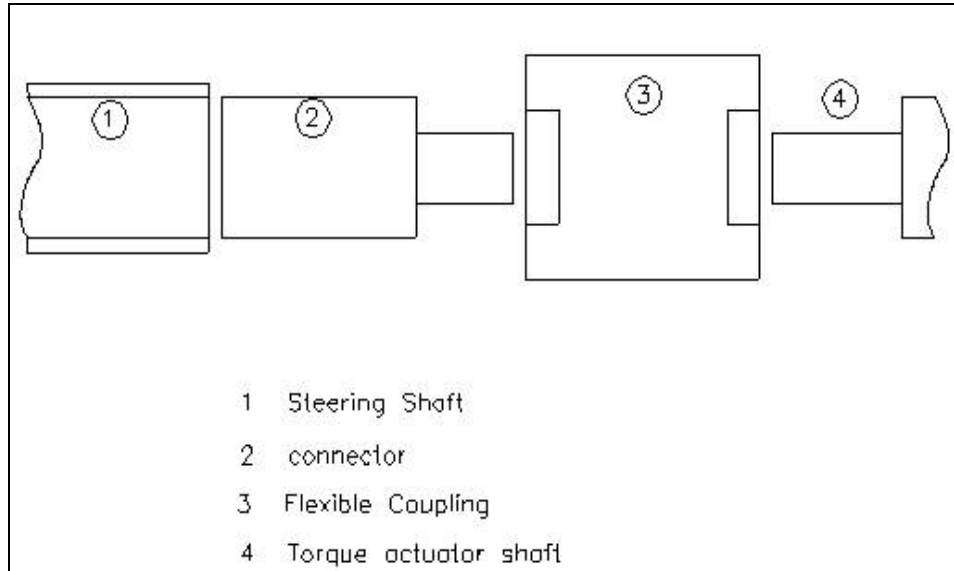 1 2 3 4
1 Steering Shaft
2 connector
3 Flexible Coupling
4 Torque actuator shaft